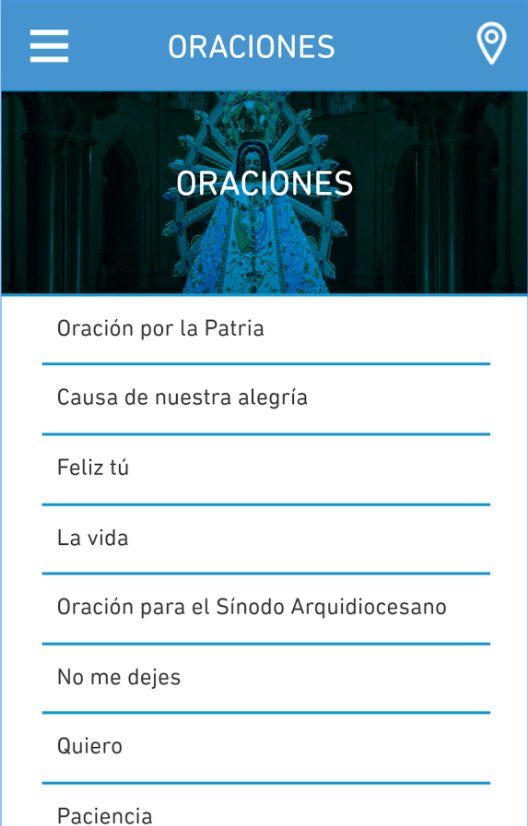 ORACIONES
ORACIONES
Oración por la Patria
Causa de nuestra alegría
Feliz tú
La vida
Oración para el Sínodo Arquidiocesano
No me dejes
Quiero
Paciencia